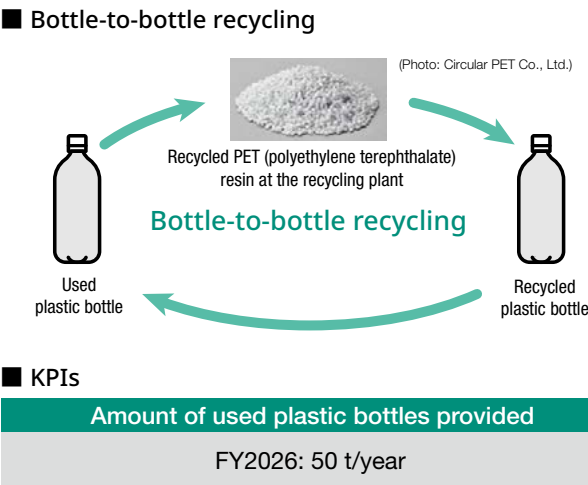 ■ Bottle-to-bottle recycling
(Photo: Circular PET Co., Ltd.)
Recycled PET (polyethylene terephthalate)
resin at the recycling plant
Bottle-to-bottle recycling
Used
plastic bottle
Recycled
plastic bottle
■ KPIs
Amount of used plastic bottles provided
FY2026: 50 t/year